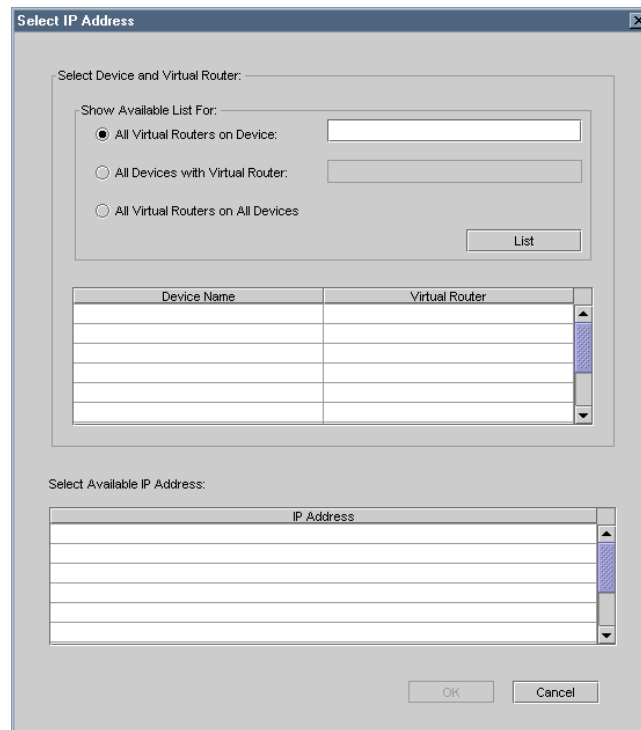 Select IP Address
Select Device and Virtual Router:
Show Available List For:
All Virtual Routers on Device:
All Devices with Virtual Router:
All Virtual Routers on All Devices
List
Device Name Virtual Router
Select Available IP Address:
IP Address
OK Cancel